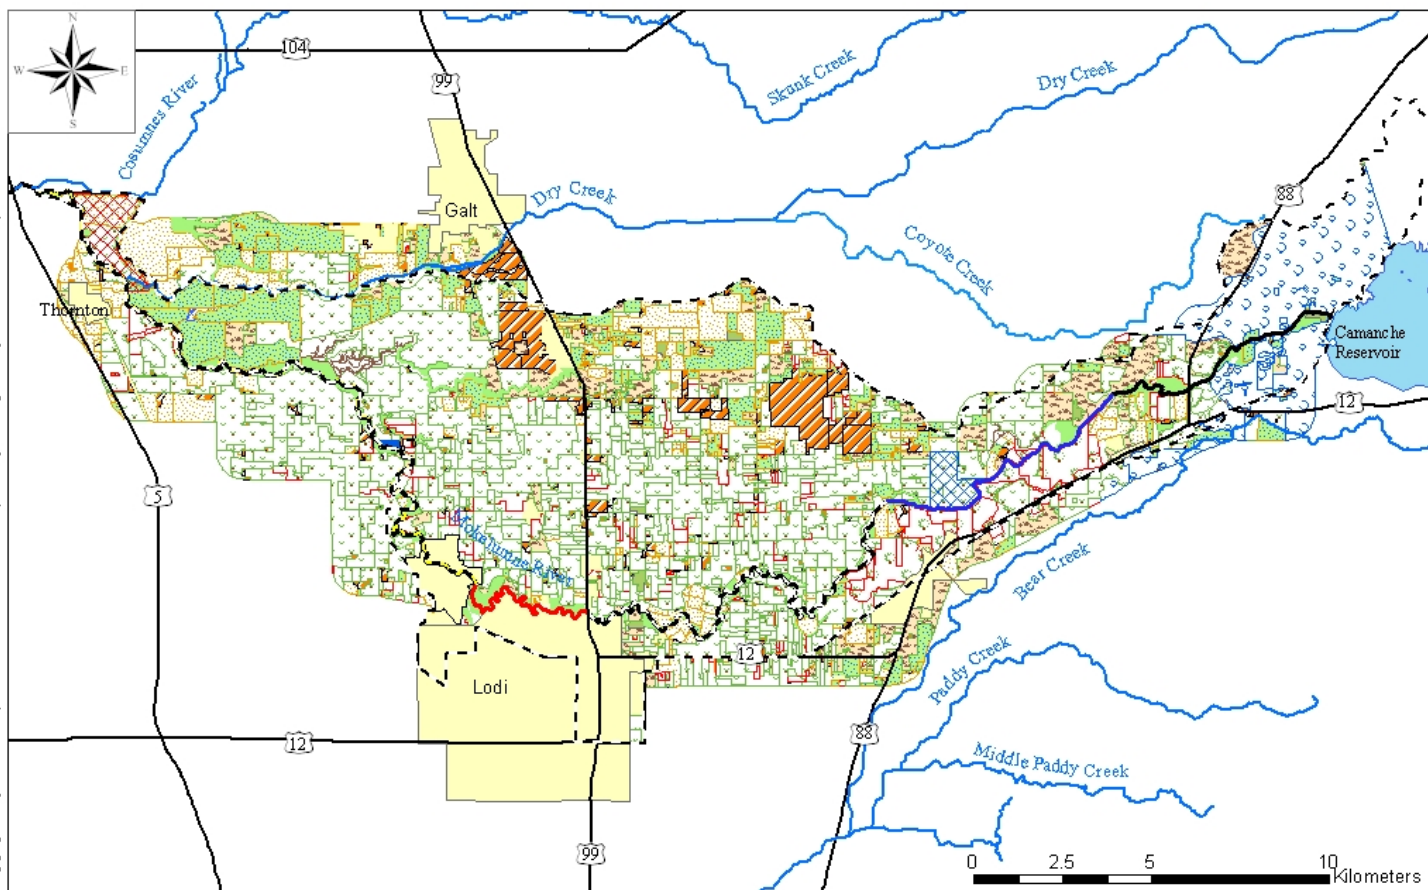 N
W E
S
104
99
Cosumnes River
Skunk Creek
Dry Creek
88
Galt
Dry Creek
Coyote Creek
Thornton
Camanche
Reservoir
12
5
Mokelumne River
Bear Creek
12
Paddy Creek
Lodi
12
88
Middle Paddy Creek
99
0 2.5 5 10
Kilometers